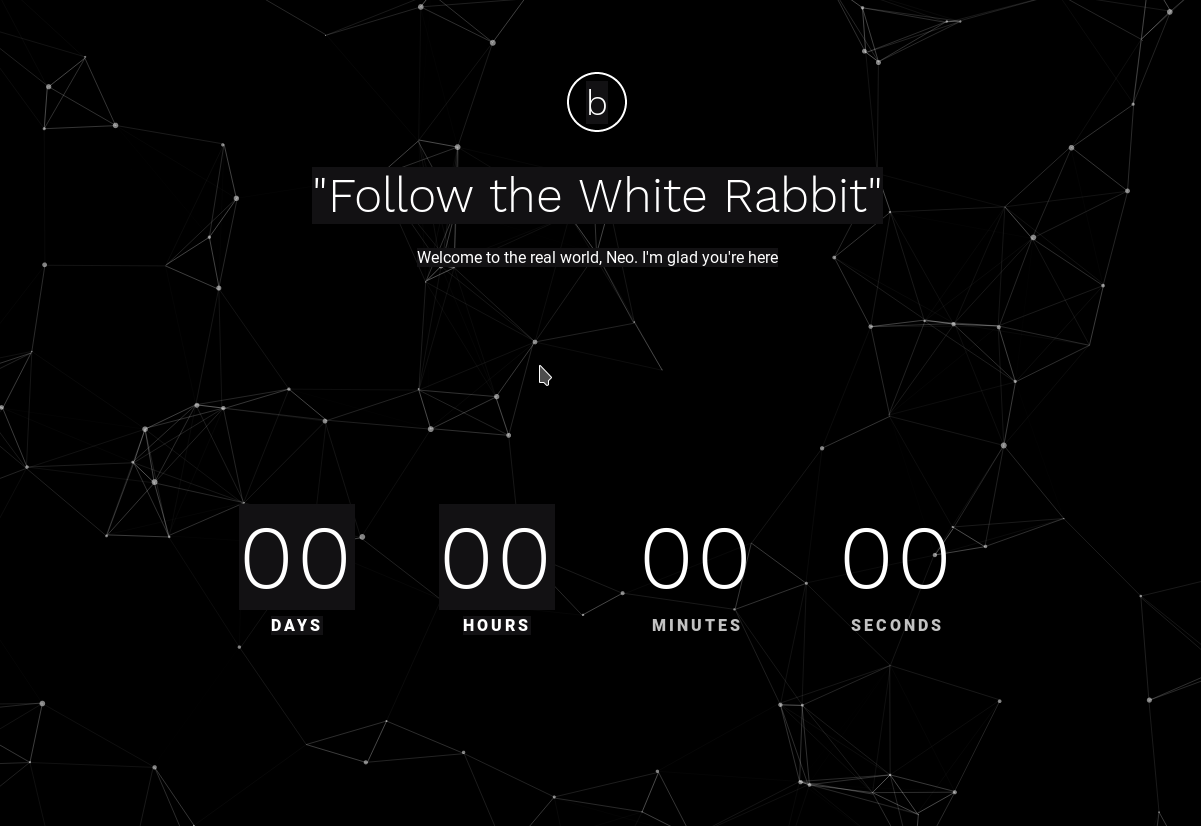 b
"Follow the White Rabbit"
Welcome to the real world, Neo. I'm glad you're here
00 00 00 00
DAYS HOURS MINUTES SECONDS